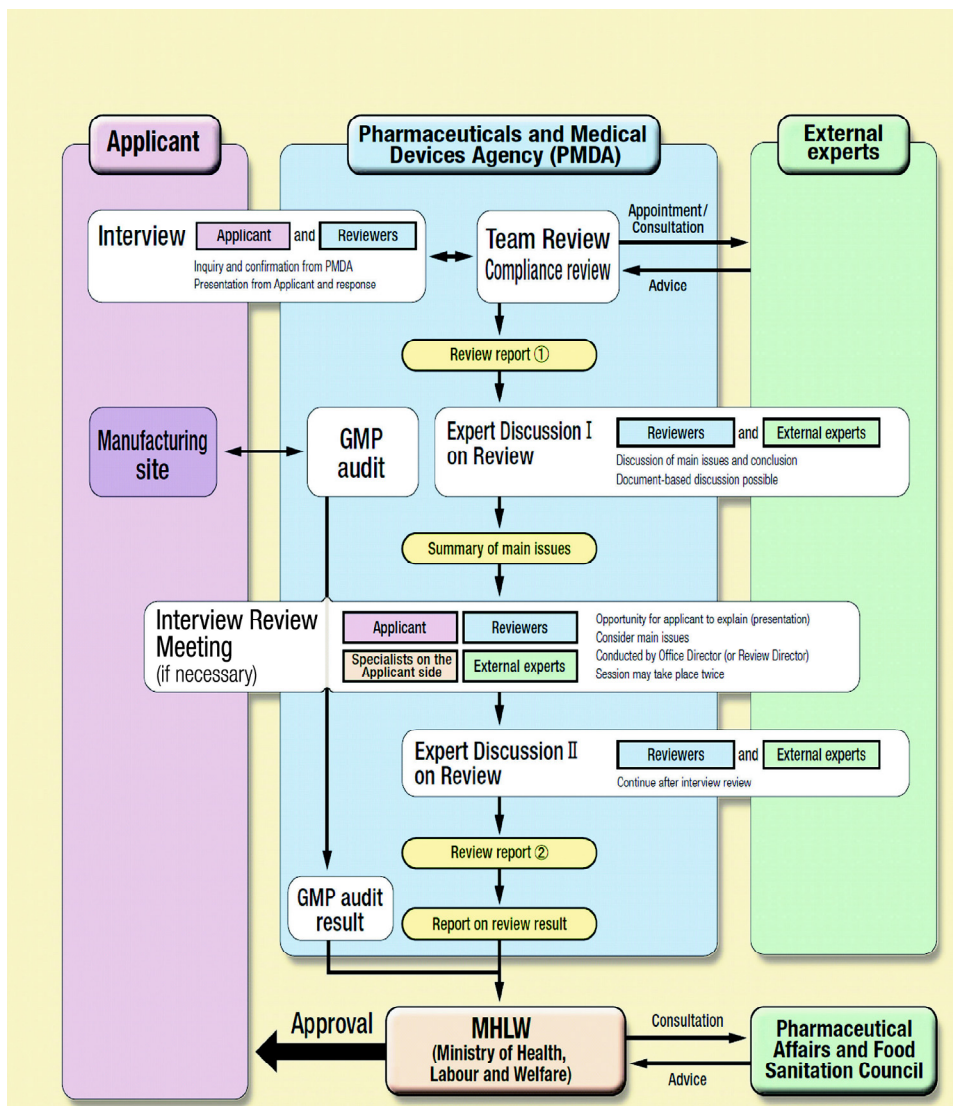 Applicant
Pharmaceuticals and Medical
Devices Agency (PMDA)
External
experts
Interview
Applicant
and
Reviewers
Inquiry and confirmation from PMDA
Presentation from Applicant and response
Team Review
Compliance review
Appointment/
Consultation
Advice
Review report ①
Manufacturing
site
GMP
audit
Expert Discussion Ⅰ
on Review
Reviewers
and
External experts
Discussion of main issues and conclusion
Document-based discussion possible
Summary of main issues
Interview Review
Meeting
(if necessary)
Applicant
Reviewers
Specialists on the
Applicant side
External experts
Opportunity for applicant to explain (presentation)
Consider main issues
Conducted by Office Director (or Review Director)
Session may take place twice
Expert Discussion Ⅱ
on Review
Reviewers
and
External experts
Continue after interview review
Review report ②
GMP audit
result
Report on review result
Approval
MHLW
(Ministry of Health,
Labour and Welfare)
Consultation
Advice
Pharmaceutical
Affairs and Food
Sanitation Council